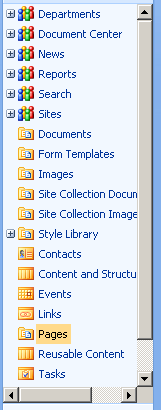 Departments
Document Center
News
Reports
Search
Sites
Documents
Form Templates
Images
Site Collection Docun
Site Collection Image
Style Library
Contacts
Content and Structu
Events
Links
Pages
Reusable Content
Tasks